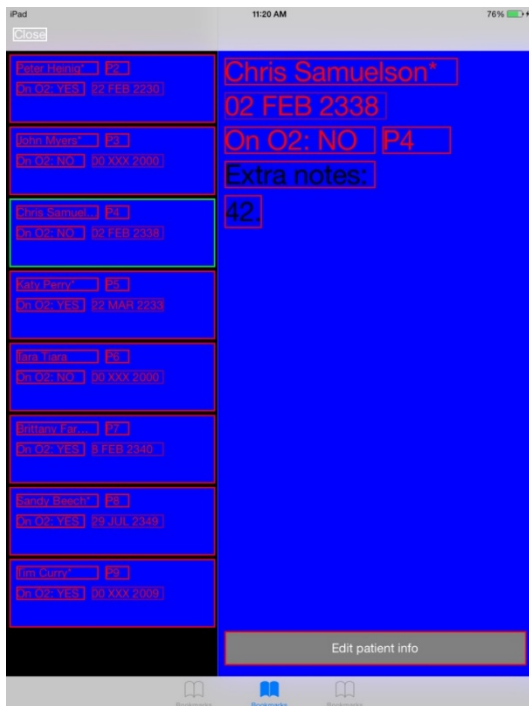 iPad 11:20 AM 76%
Close
Peter Heinig* P2
On O2: YES 22 FEB 2230
John Myers* P3
On O2: NO 00 XXX 2000
Chris Samuel... P4
On O2: NO 02 FEB 2338
Katy Perry* P5
On O2: YES 22 MAR 2233
Tara Tiara P6
On O2: NO 00 XXX 2000
Brittany Far... P7
On O2: YES 8 FEB 2340
Sandy Beech* P8
On O2: YES 29 JUL 2349
Tim Curry* P9
On O2: YES 00 XXX 2009
Chris Samuelson*
02 FEB 2338
On O2: NO P4
Extra notes:
42.
Edit patient info
Bookmarks Bookmarks Bookmarks